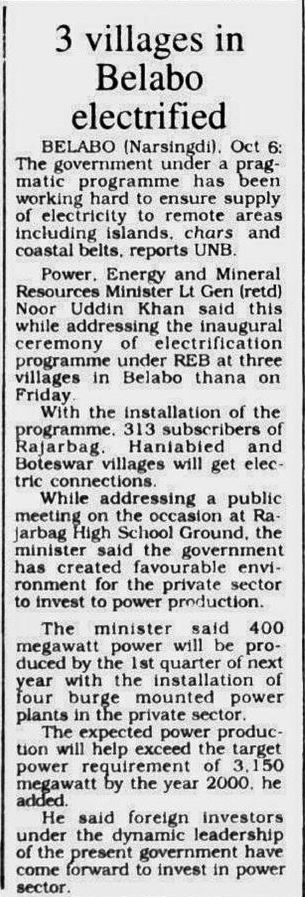 3 villages in
Belabo
electrified
BELABO (Narsingdi), Oct 6:
The government under a prag-
matic programme has been
working hard to ensure supply
of electricity to remote areas
including islands, chars and
coastal belts, reports UNB.
Power, Energy and Mineral
Resources Minister Lt Gen (retd)
Noor Uddin Khan said this
while addressing the inaugural
ceremony of electrification
programme under REB at three
villages in Belabo thana on
Friday.
With the installation of the
programme, 313 subscribers of
Rajarbag, Haniabied and
Boteswar villages will get elec-
tric connections.
While addressing a public
meeting on the occasion at Ra-
jarbag High School Ground, the
minister said the government
has created favourable envi-
ronment for the private sector
to invest to power production.
The minister said 400
megawatt power will be pro-
duced by the 1st quarter of next
year with the installation of
four burge mounted power
plants in the private sector.
The expected power produc-
tion will help exceed the target
power requirement of 3,150
megawatt by the year 2000, he
added.
He said foreign investors
under the dynamic leadership
of the present government have
come forward to invest in power
sector.